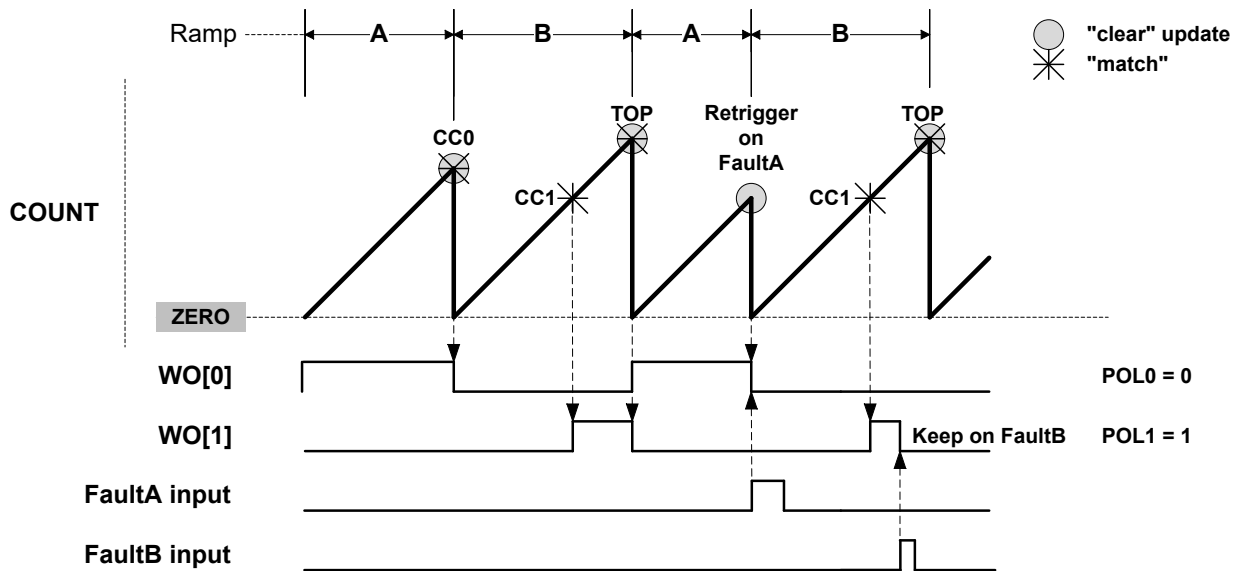 Ramp A B A B
"clear" update
"match"
TOP Retrigger TOP
CC0 on
FaultA
CC1 CC1
COUNT
ZERO
WO[0] POL0 = 0
WO[1] Keep on FaultB POL1 = 1
FaultA input
FaultB input